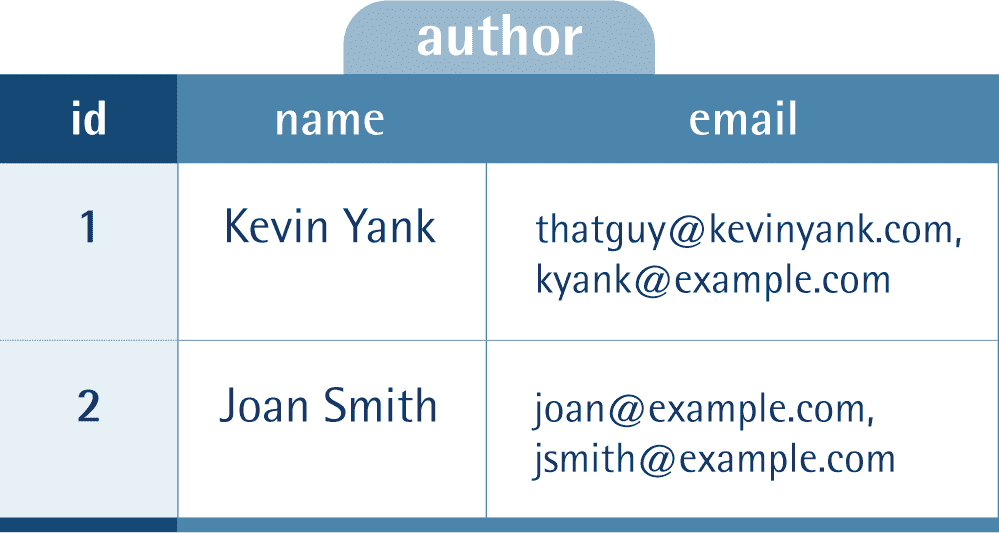 author
id name email
1 Kevin Yank thatguy@kevinyank.com,
kyank@example.com
2 Joan Smith joan@example.com,
jsmith@example.com